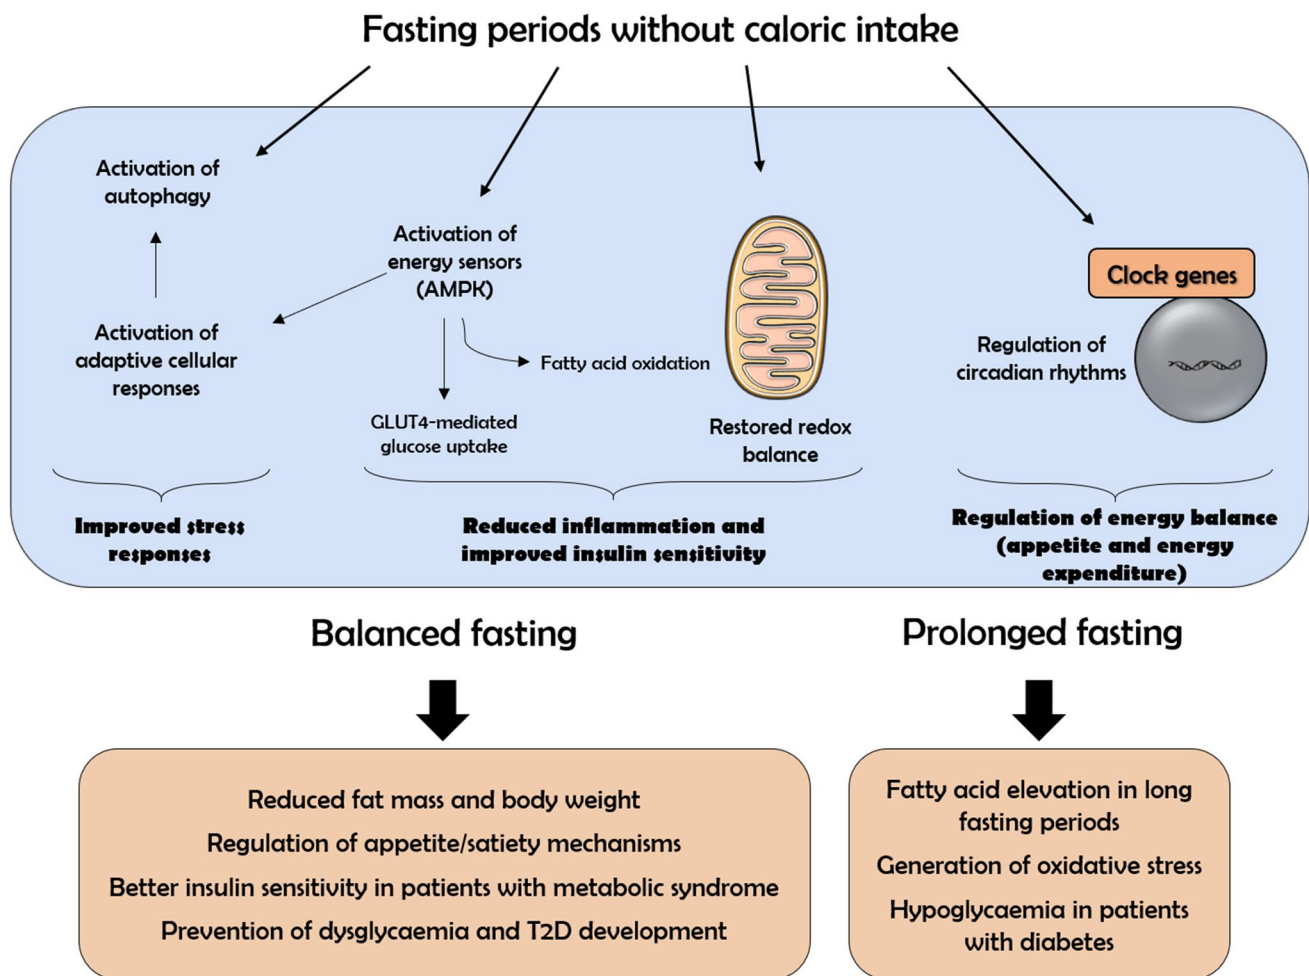 Fasting periods without caloric intake
Activation of
autophagy
Activation of
adaptive cellular
responses
Activation of
energy sensors
(AMPK)
Fatty acid oxidation
GLUT4-mediated
glucose uptake
Restored redox
balance
Clock genes
Regulation of
circadian rhythms
Improved stress
responses
Reduced inflammation and
improved insulin sensitivity
Regulation of energy balance
(appetite and energy
expenditure)
Balanced fasting
Reduced fat mass and body weight
Regulation of appetite/satiety mechanisms
Better insulin sensitivity in patients with metabolic syndrome
Prevention of dysglycaemia and T2D development
Prolonged fasting
Fatty acid elevation in long
fasting periods
Generation of oxidative stress
Hypoglycaemia in patients
with diabetes